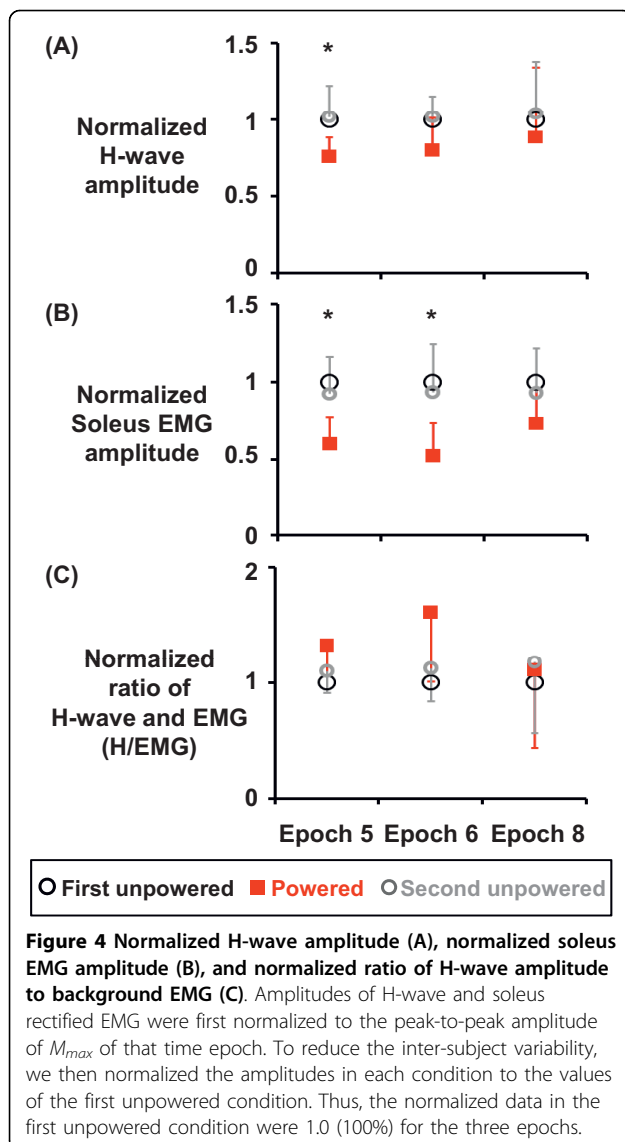 (A)
1.5
*
Normalized
H-wave
amplitude
1
0.5
0
(B)
1.5
* *
Normalized
Soleus EMG
amplitude
1
0.5
0
(C)
2
Normalized
ratio of
H-wave and EMG
(H/EMG)
1
0
Epoch 5 Epoch 6 Epoch 8
First unpowered Powered Second unpowered
Figure 4 Normalized H-wave amplitude (A), normalized soleus
EMG amplitude (B), and normalized ratio of H-wave amplitude
to background EMG (C). Amplitudes of H-wave and soleus
rectified EMG were first normalized to the peak-to-peak amplitude
of Mmax of that time epoch. To reduce the inter-subject variability,
we then normalized the amplitudes in each condition to the values
of the first unpowered condition. Thus, the normalized data in the
first unpowered condition were 1.0 (100%) for the three epochs.